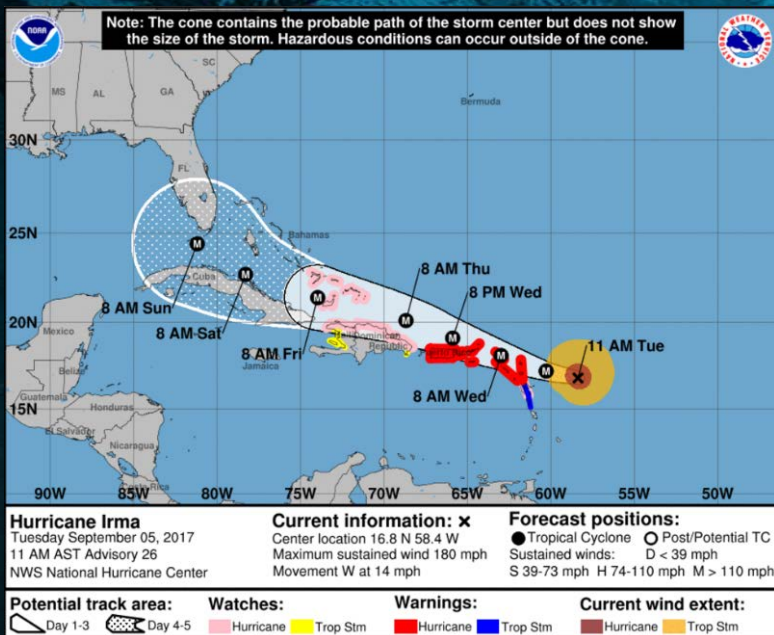 Note: The cone contains the probable path of the storm center but does not show
the size of the storm. Hazardous conditions can occur outside of the cone.
NOAA
NATIONAL WEATHER SERVICE
SC
MS
AL
GA
Bermuda
30N
FL
25N
Bahamas
8 AM Thu
8 PM Wed
Cuba
8 AM Sun
11 AM Tue
8 AM Sat
20N
Mexico
Dominican
Republic
8 AM Fri
Jamaica
Belize
8 AM Wed
Guatemala
15N
Honduras
El Salvador
Nicaragua
Costa Rica
90W 85W 80W 75W 70W 65W 60W 55W 50W
M M M M M M M M
Hurricane Irma
Tuesday September 05, 2017
11 AM AST Advisory 26
NWS National Hurricane Center
Current information: ×
Center location 16.8 N 58.4 W
Maximum sustained wind 180 mph
Movement W at 14 mph
Forecast positions:
Tropical Cyclone Post/Potential TC
Sustained winds: D < 39 mph
S 39-73 mph H 74-110 mph M > 110 mph
Potential track area:
Day 1-3 Day 4-5
Watches:
Hurricane Trop Stm
Warnings:
Hurricane Trop Stm
Current wind extent:
Hurricane Trop Stm